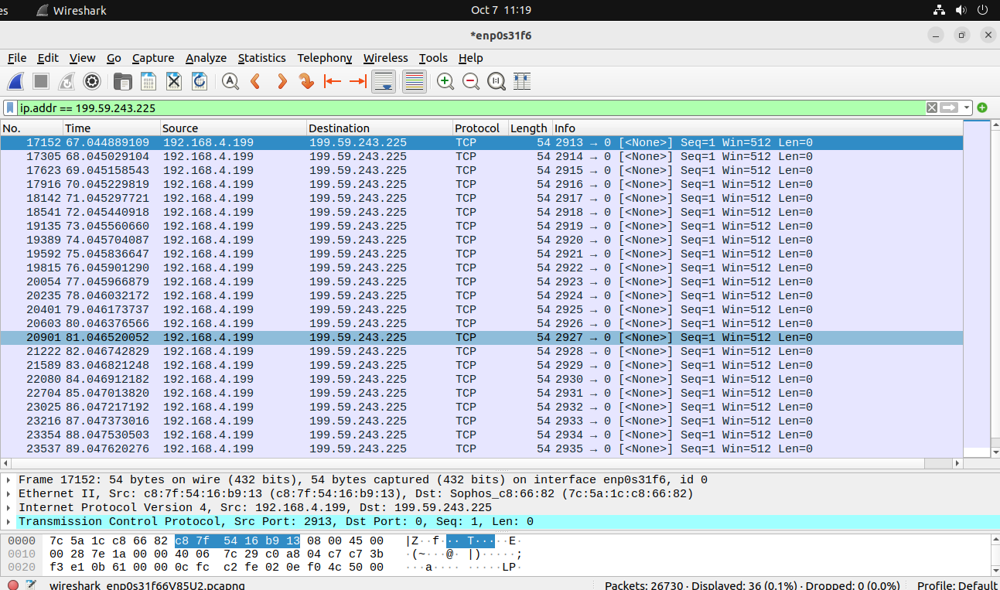 es Wireshark Oct 7 11:19
*enp0s31f6
File Edit View Go Capture Analyze Statistics Telephony Wireless Tools Help
ip.addr == 199.59.243.225
No. Time Source Destination Protocol Length Info
17152 67.044889109 192.168.4.199 199.59.243.225 TCP 54 2913 → 0 [<None>] Seq=1 Win=512 Len=0
17305 68.045029104 192.168.4.199 199.59.243.225 TCP 54 2914 → 0 [<None>] Seq=1 Win=512 Len=0
17623 69.045158543 192.168.4.199 199.59.243.225 TCP 54 2915 → 0 [<None>] Seq=1 Win=512 Len=0
17916 70.045229819 192.168.4.199 199.59.243.225 TCP 54 2916 → 0 [<None>] Seq=1 Win=512 Len=0
18142 71.045297721 192.168.4.199 199.59.243.225 TCP 54 2917 → 0 [<None>] Seq=1 Win=512 Len=0
18541 72.045440918 192.168.4.199 199.59.243.225 TCP 54 2918 → 0 [<None>] Seq=1 Win=512 Len=0
19135 73.045560660 192.168.4.199 199.59.243.225 TCP 54 2919 → 0 [<None>] Seq=1 Win=512 Len=0
19389 74.045704087 192.168.4.199 199.59.243.225 TCP 54 2920 → 0 [<None>] Seq=1 Win=512 Len=0
19592 75.045836647 192.168.4.199 199.59.243.225 TCP 54 2921 → 0 [<None>] Seq=1 Win=512 Len=0
19815 76.045901290 192.168.4.199 199.59.243.225 TCP 54 2922 → 0 [<None>] Seq=1 Win=512 Len=0
20054 77.045966879 192.168.4.199 199.59.243.225 TCP 54 2923 → 0 [<None>] Seq=1 Win=512 Len=0
20235 78.046032172 192.168.4.199 199.59.243.225 TCP 54 2924 → 0 [<None>] Seq=1 Win=512 Len=0
20401 79.046173737 192.168.4.199 199.59.243.225 TCP 54 2925 → 0 [<None>] Seq=1 Win=512 Len=0
20603 80.046376566 192.168.4.199 199.59.243.225 TCP 54 2926 → 0 [<None>] Seq=1 Win=512 Len=0
20901 81.046520052 192.168.4.199 199.59.243.225 TCP 54 2927 → 0 [<None>] Seq=1 Win=512 Len=0
21222 82.046742829 192.168.4.199 199.59.243.225 TCP 54 2928 → 0 [<None>] Seq=1 Win=512 Len=0
21589 83.046821248 192.168.4.199 199.59.243.225 TCP 54 2929 → 0 [<None>] Seq=1 Win=512 Len=0
22080 84.046912182 192.168.4.199 199.59.243.225 TCP 54 2930 → 0 [<None>] Seq=1 Win=512 Len=0
22704 85.047013820 192.168.4.199 199.59.243.225 TCP 54 2931 → 0 [<None>] Seq=1 Win=512 Len=0
23025 86.047217192 192.168.4.199 199.59.243.225 TCP 54 2932 → 0 [<None>] Seq=1 Win=512 Len=0
23216 87.047373016 192.168.4.199 199.59.243.225 TCP 54 2933 → 0 [<None>] Seq=1 Win=512 Len=0
23354 88.047530503 192.168.4.199 199.59.243.225 TCP 54 2934 → 0 [<None>] Seq=1 Win=512 Len=0
23537 89.047620276 192.168.4.199 199.59.243.225 TCP 54 2935 → 0 [<None>] Seq=1 Win=512 Len=0
Frame 17152: 54 bytes on wire (432 bits), 54 bytes captured (432 bits) on interface enp0s31f6, id 0
Ethernet II, Src: c8:7f:54:16:b9:13 (c8:7f:54:16:b9:13), Dst: Sophos_c8:66:82 (7c:5a:1c:c8:66:82)
Internet Protocol Version 4, Src: 192.168.4.199, Dst: 199.59.243.225
Transmission Control Protocol, Src Port: 2913, Dst Port: 0, Seq: 1, Len: 0
0000 7c 5a 1c c8 66 82 c8 7f 54 16 b9 13 08 00 45 00 |Z··f··· T·····E·
0010 00 28 7e 1a 00 00 40 06 7c 29 c0 a8 04 c7 c7 3b ·(~···@· |)·····;
0020 f3 e1 0b 61 00 00 0c fc c2 fe 02 0e f0 4c 50 00 ···a···· ·····LP·
wireshark_enp0s31f66V85U2.pcapng Packets: 26730 · Displayed: 36 (0.1%) · Dropped: 0 (0.0%) Profile: Default